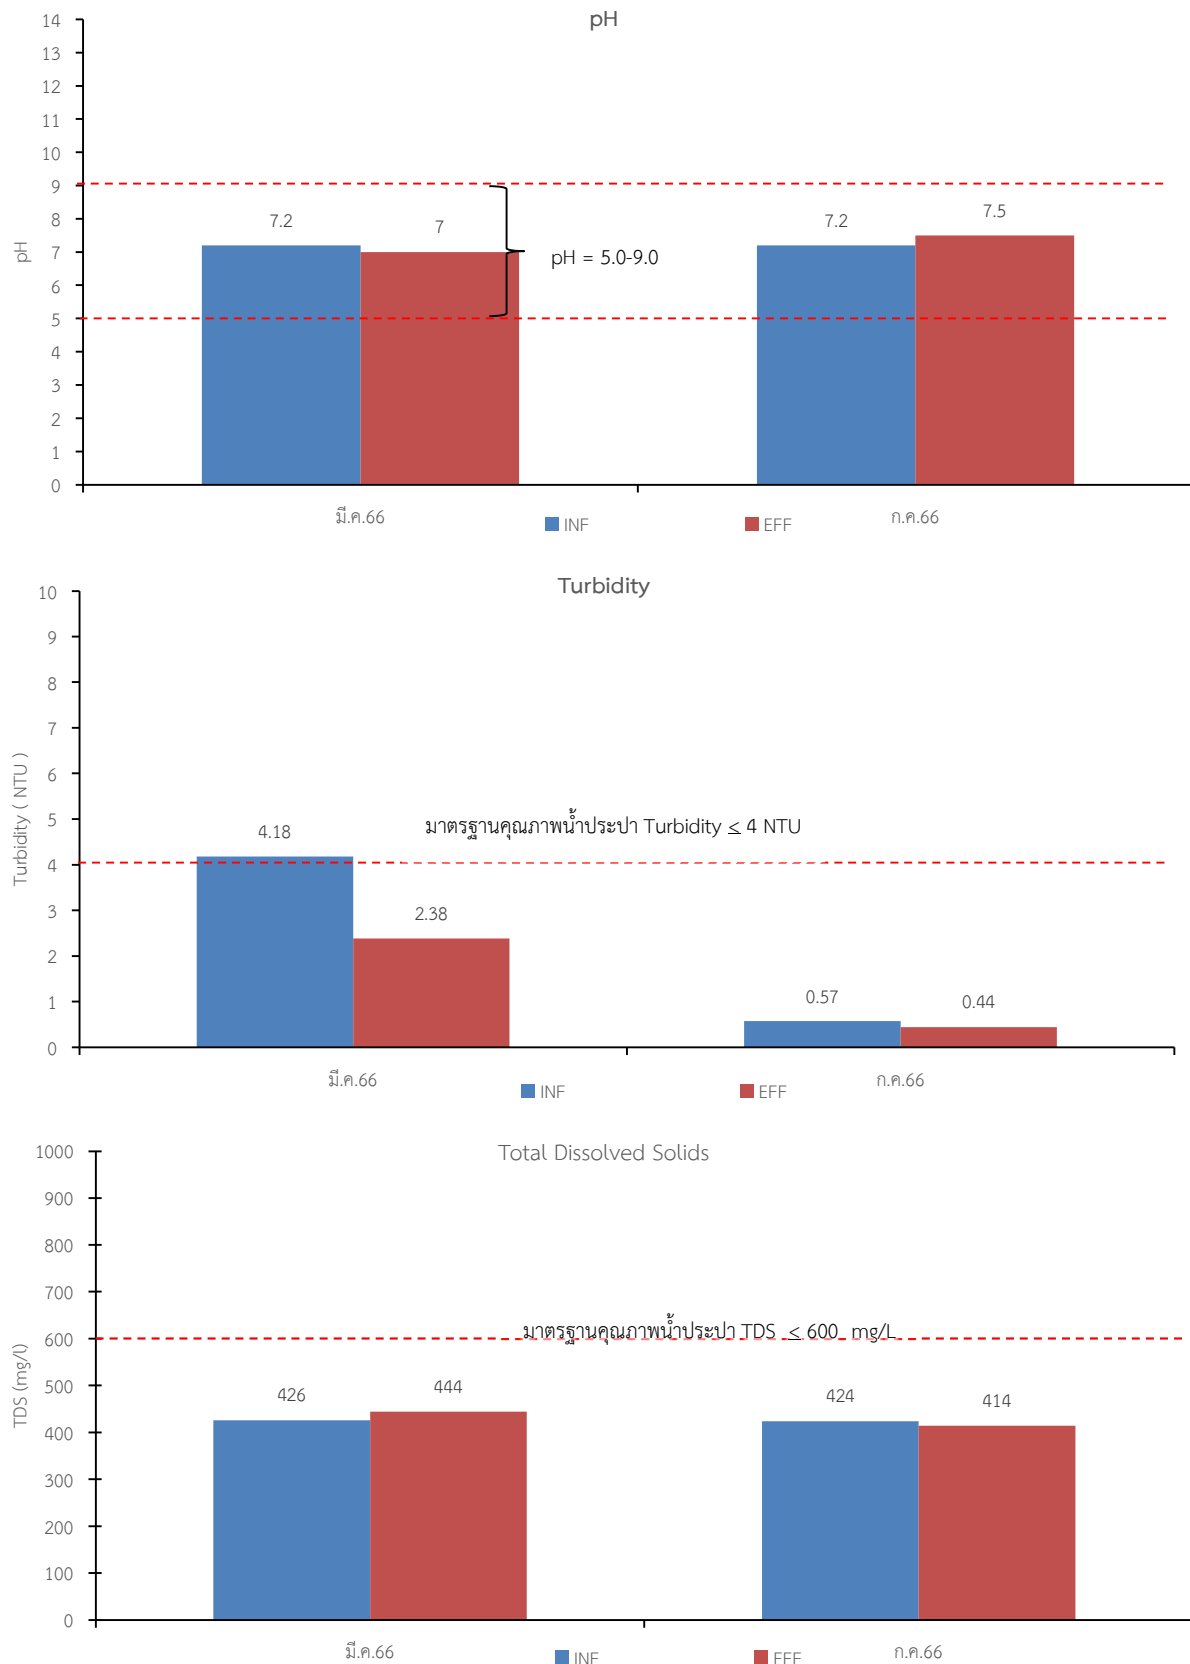 pH
14
13
12
11
10
9
8
7
6
5
4
3
2
1
0
pH
7.2
7
7.2
7.5
pH = 5.0-9.0
มี.ค.66
ก.ค.66
INF
EFF
Turbidity
10
9
8
7
6
5
4
3
2
1
0
Turbidity ( NTU )
มาตรฐานคุณภาพน้ำประปา Turbidity ≤ 4 NTU
4.18
2.38
0.57
0.44
มี.ค.66
ก.ค.66
INF
EFF
Total Dissolved Solids
1000
900
800
700
600
500
400
300
200
100
0
TDS (mg/l)
มาตรฐานคุณภาพน้ำประปา TDS ≤ 600 mg/L
426
444
424
414
มี.ค.66
ก.ค.66
INF
EFF